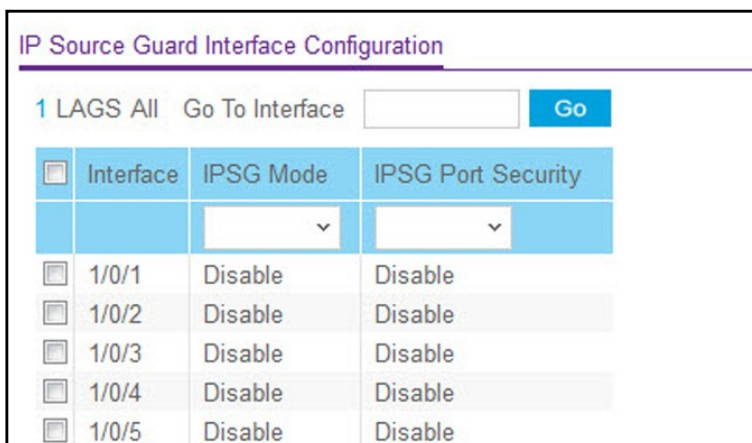 IP Source Guard Interface Configuration
1 LAGS All Go To Interface Go
Interface IPSG Mode IPSG Port Security
1/0/1 Disable Disable
1/0/2 Disable Disable
1/0/3 Disable Disable
1/0/4 Disable Disable
1/0/5 Disable Disable